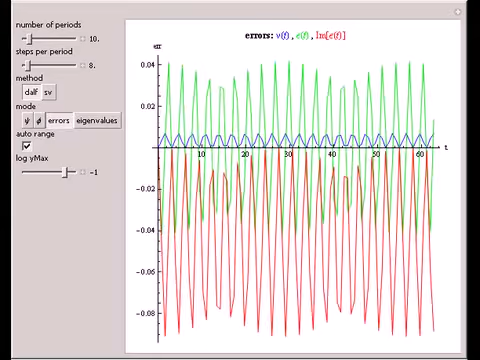 number of periods
10.
steps per period
8.
method
dalf sv
mode
ψ ϕ errors eigenvalues
auto range
log yMax
-1
errors: ν(t) , e(t) , Im[e(t)]
err
0.04
0.02
10 20 30 40 50 60 t
-0.02
-0.04
-0.06
-0.08